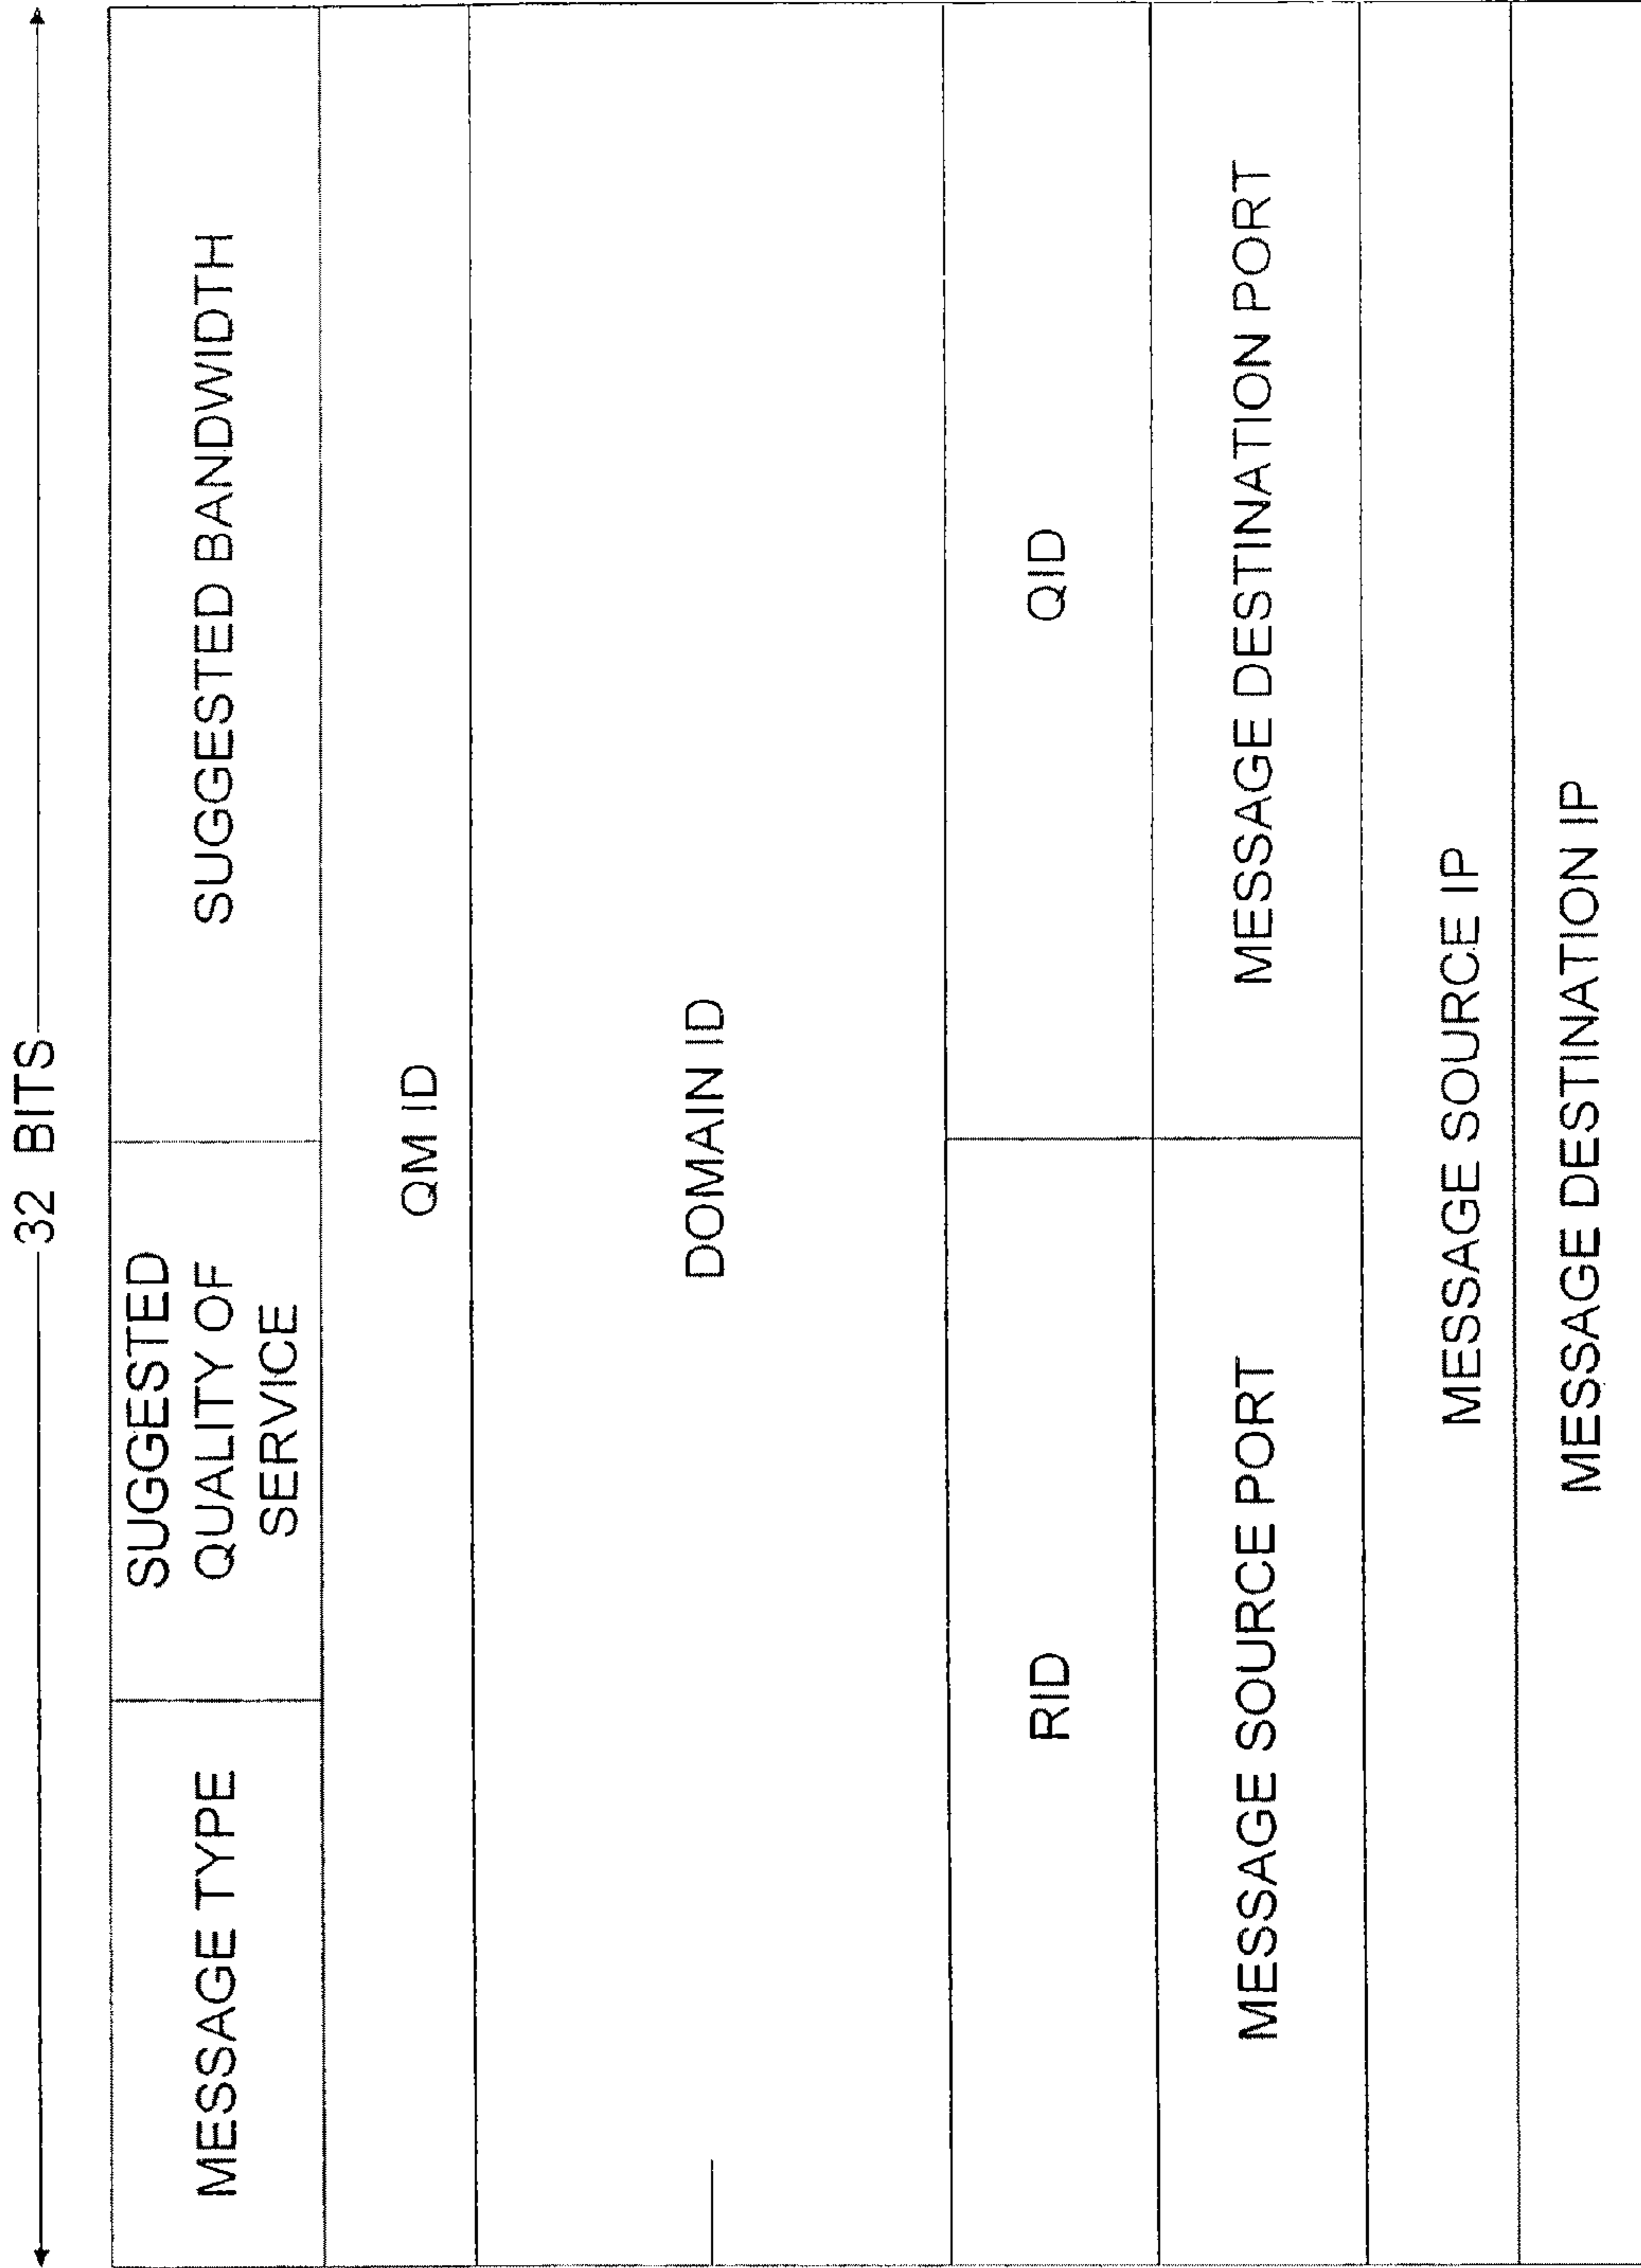 32 BITS
MESSAGE TYPE
SUGGESTED
QUALITY OF
SERVICE
SUGGESTED BANDWIDTH
QM ID
DOMAIN ID
RID
QID
MESSAGE SOURCE PORT
MESSAGE DESTINATION PORT
MESSAGE SOURCE IP
MESSAGE DESTINATION IP